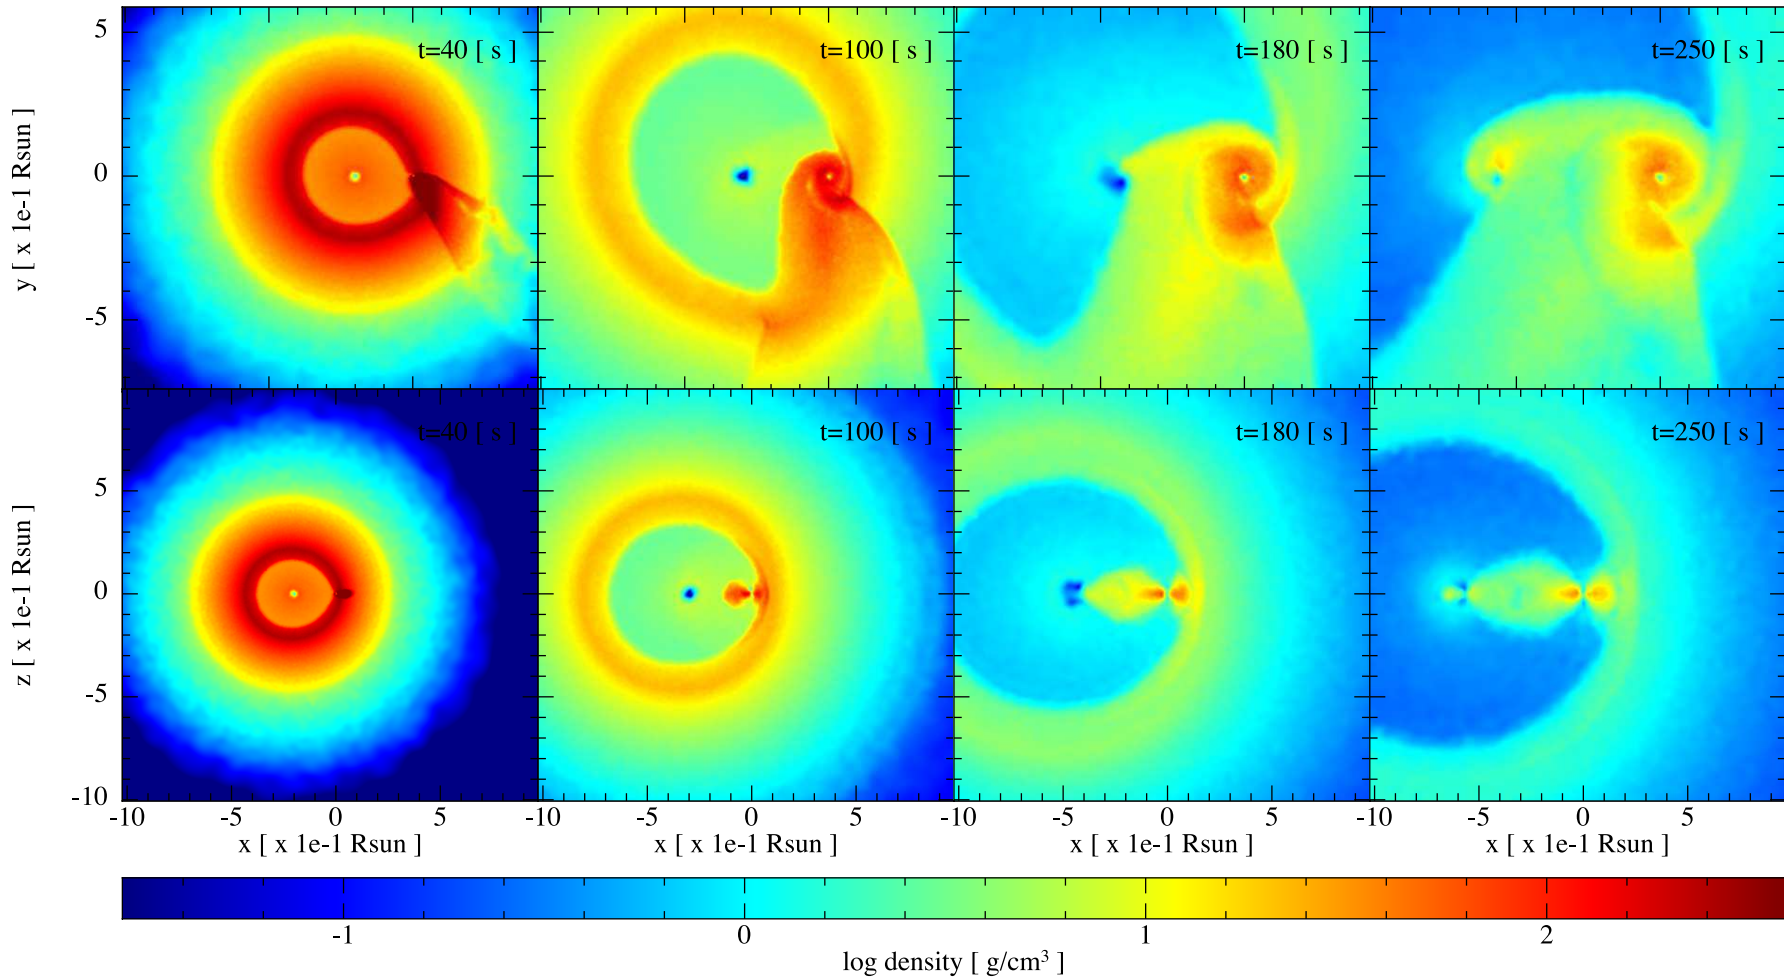 t=40 [ s ]
t=100 [ s ]
t=180 [ s ]
t=250 [ s ]
5
0
-5
y [ x 1e-1 Rsun ]
t=40 [ s ]
t=100 [ s ]
t=180 [ s ]
t=250 [ s ]
5
0
-5
-10
z [ x 1e-1 Rsun ]
-10 -5 0 5 -10 -5 0 5 -10 -5 0 5 -10 -5 0 5
x [ x 1e-1 Rsun ] x [ x 1e-1 Rsun ] x [ x 1e-1 Rsun ] x [ x 1e-1 Rsun ]
-1 0 1 2
log density [ g/cm³ ]